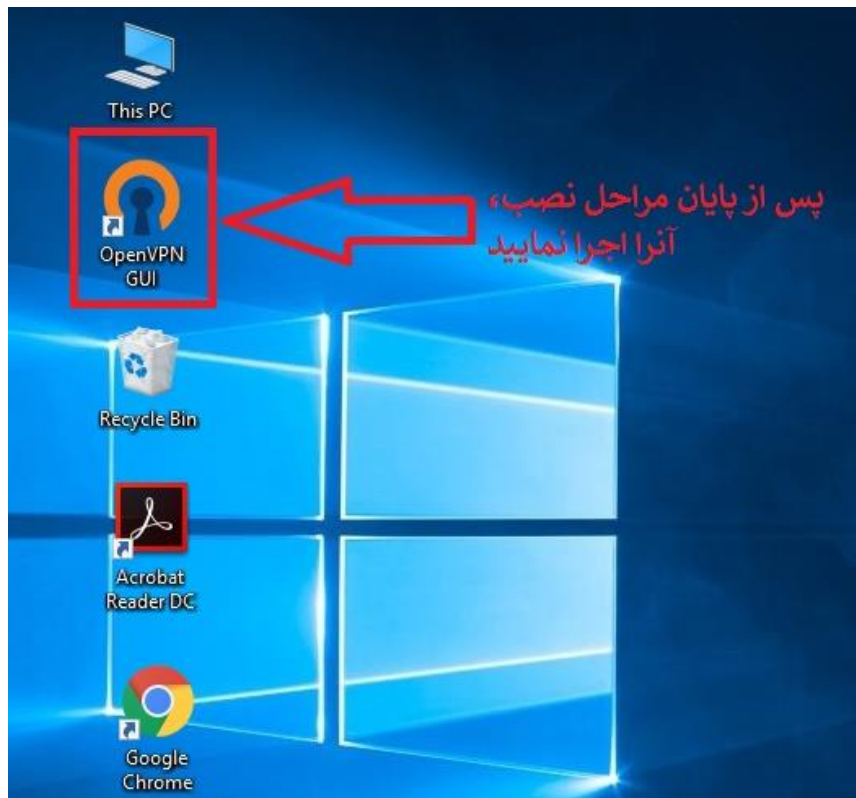 This PC
OpenVPN
GUI
پس از پایان مراحل نصب،
آنرا اجرا نمایید
Recycle Bin
Acrobat
Reader DC
Google
Chrome